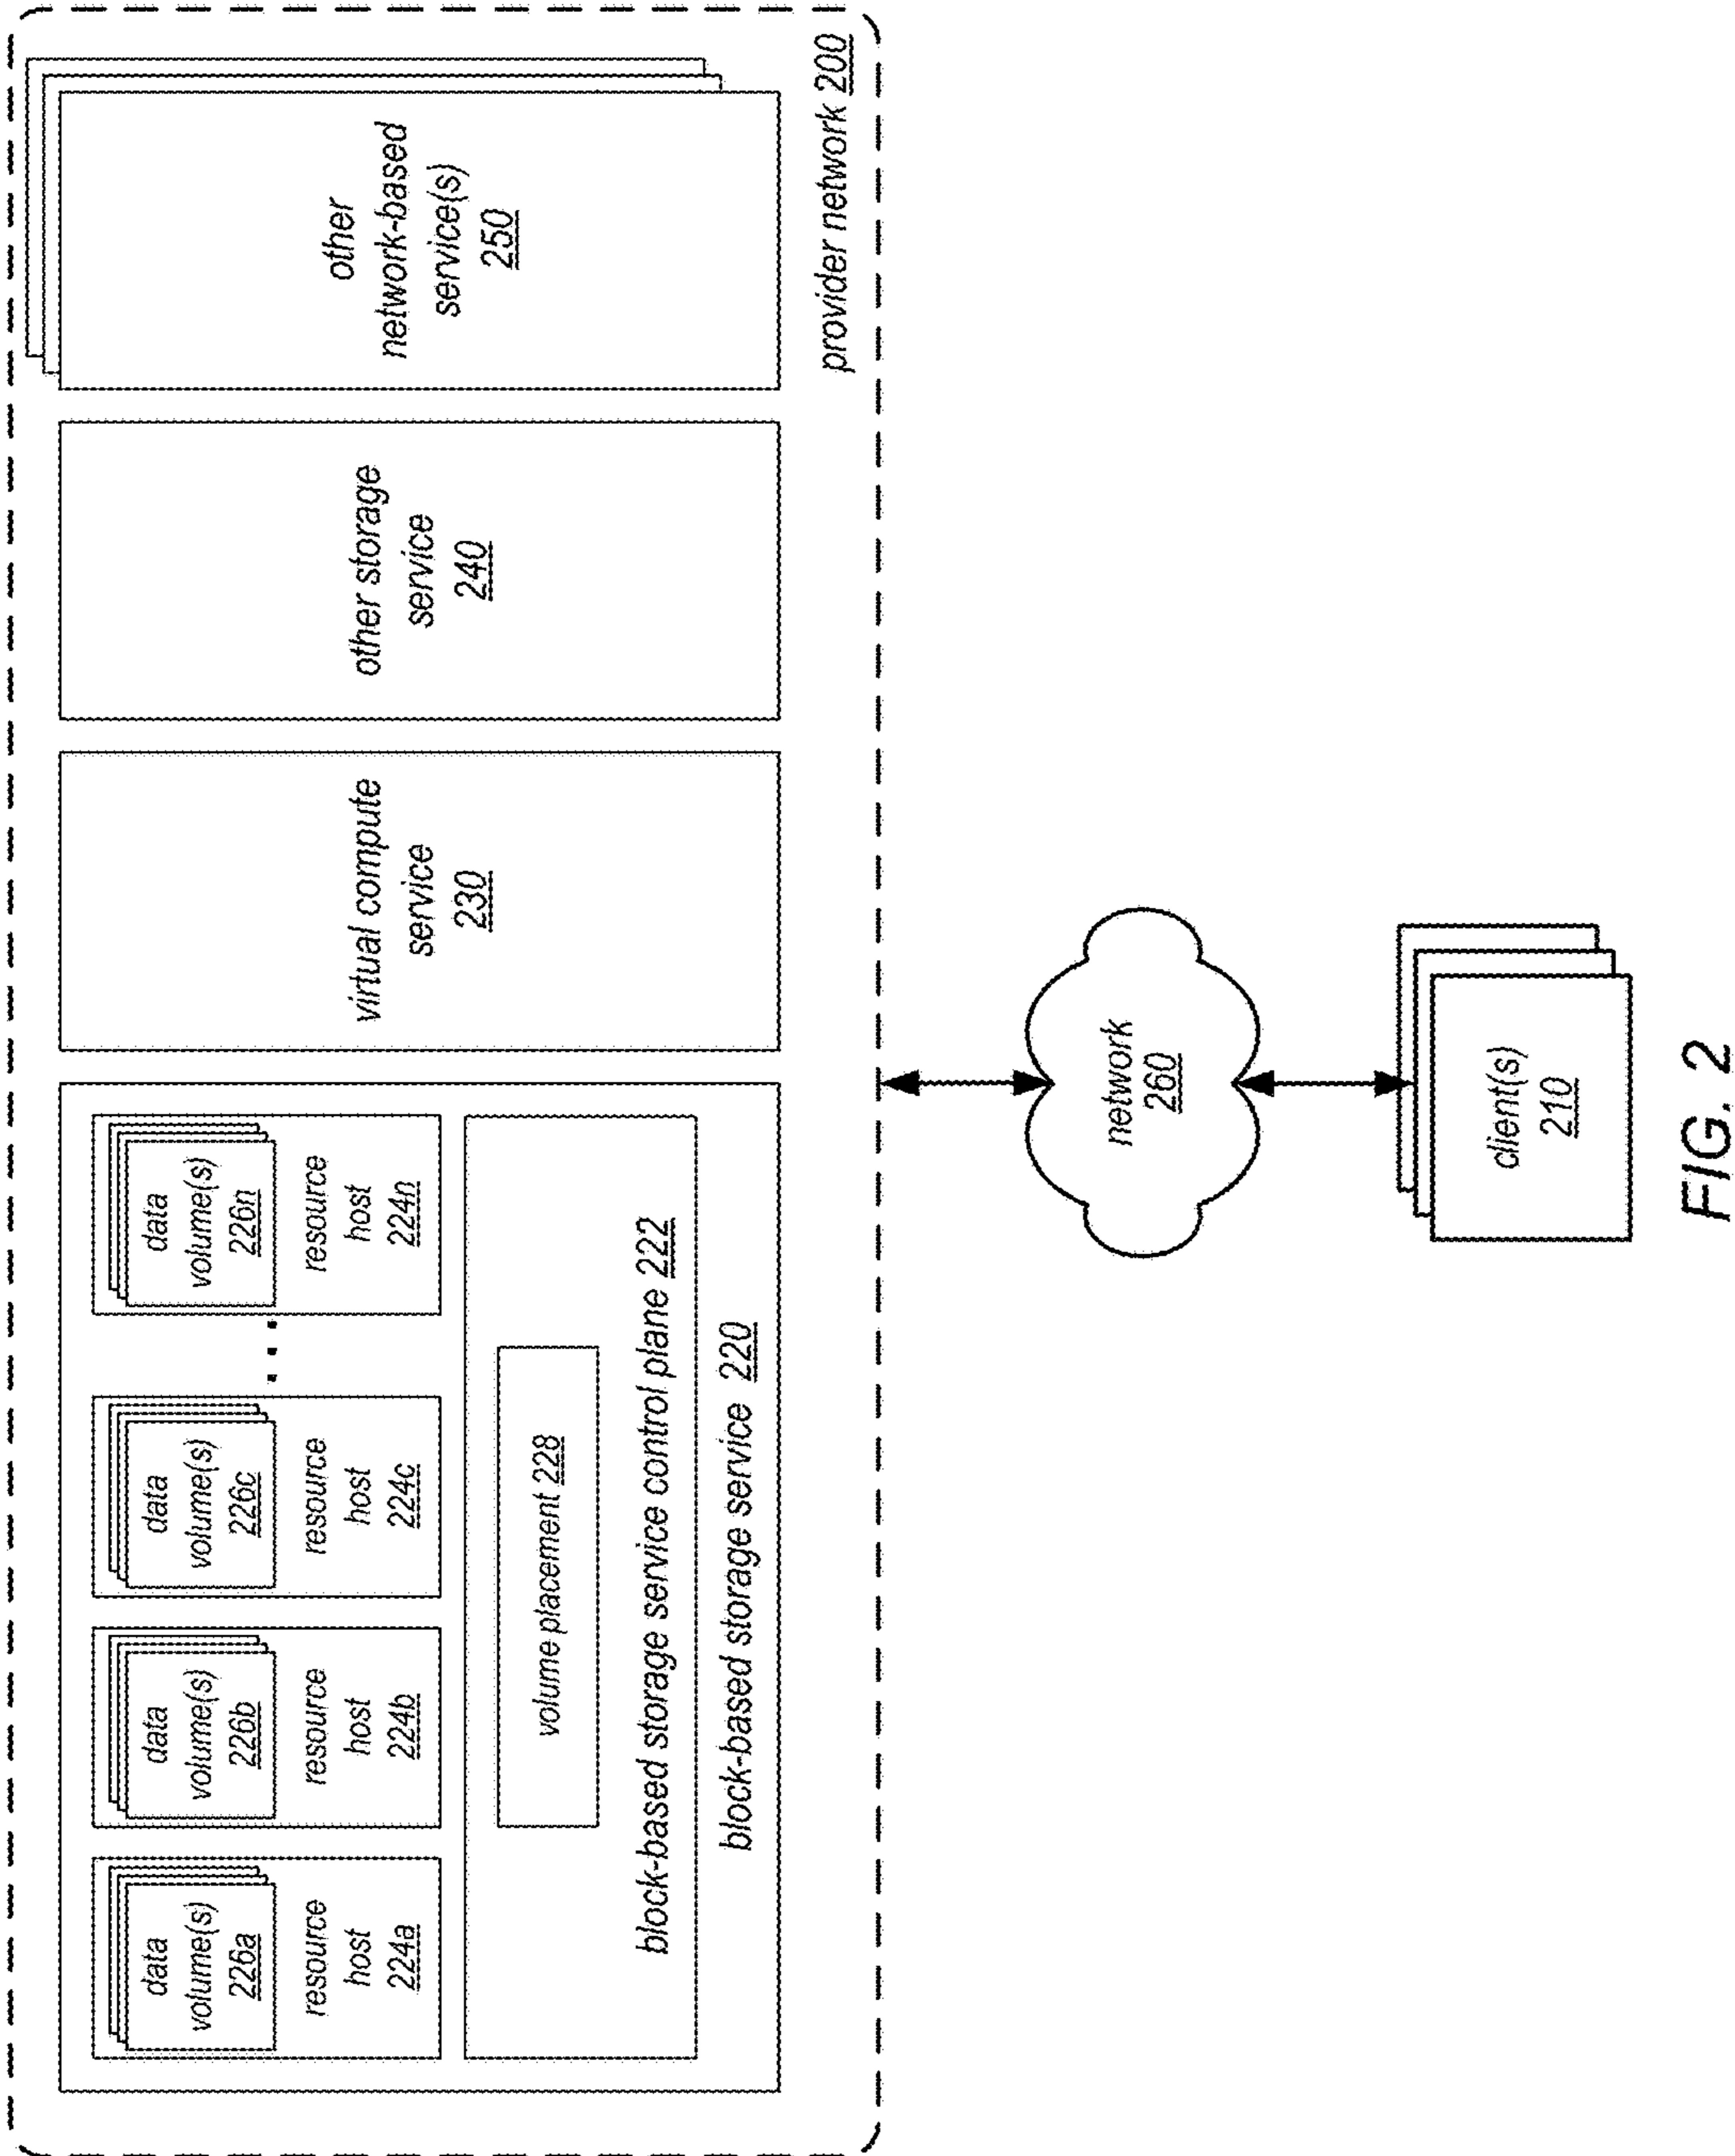 data
volume(s)
226a
resource
host
224a
data
volume(s)
226b
resource
host
224b
data
volume(s)
226c
resource
host
224c
...
data
volume(s)
226n
resource
host
224n
volume placement 228
block-based storage service control plane 222
block-based storage service 220
virtual compute
service
230
other storage
service
240
other
network-based
service(s)
250
provider network 200
network
260
client(s)
210
FIG. 2